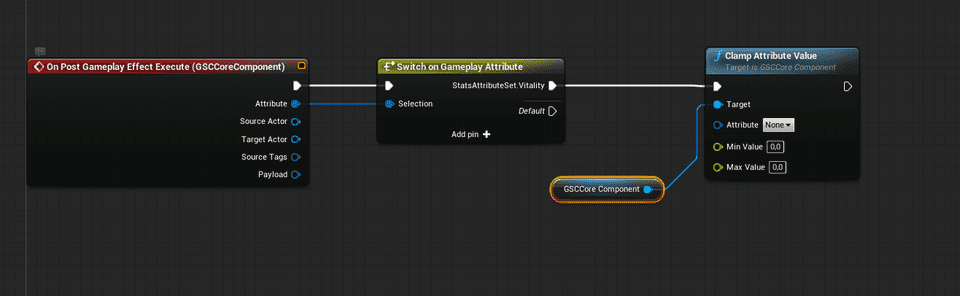 On Post Gameplay Effect Execute (GSCCoreComponent)
Attribute
Source Actor
Target Actor
Source Tags
Payload
Switch on Gameplay Attribute
StatsAttributeSet.Vitality
Selection
Default
Add pin
GSCCore Component
Clamp Attribute Value
Target is GSCCore Component
Target
Attribute None
Min Value 0,0
Max Value 0,0